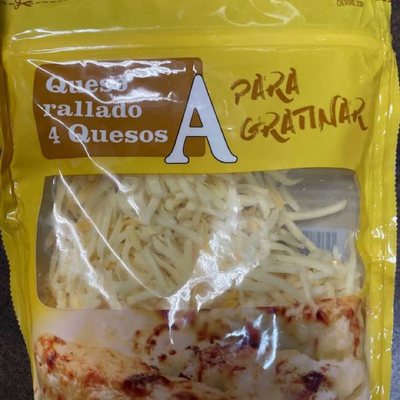 Queso
rallado
4 Quesos
A
PARA
GRATINAR